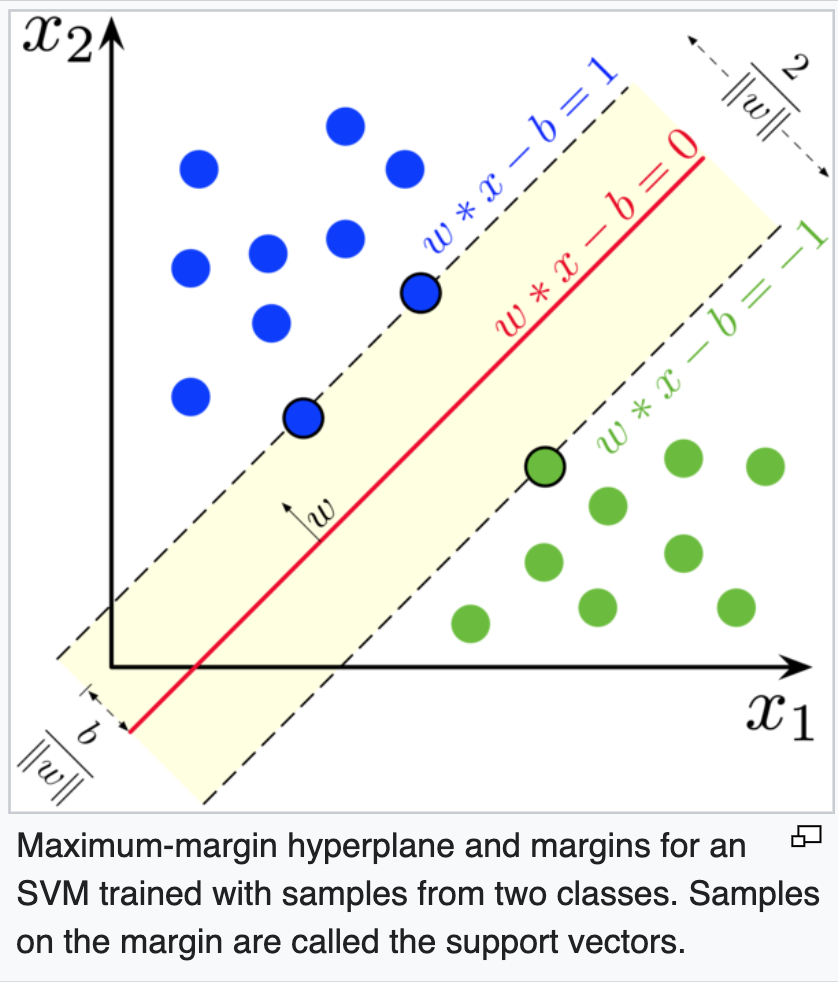 x₂
w * x − b = 1
2
‖w‖
w * x − b = 0
w * x − b = −1
w
b
‖w‖
x₁
Maximum-margin hyperplane and margins for an
SVM trained with samples from two classes. Samples
on the margin are called the support vectors.